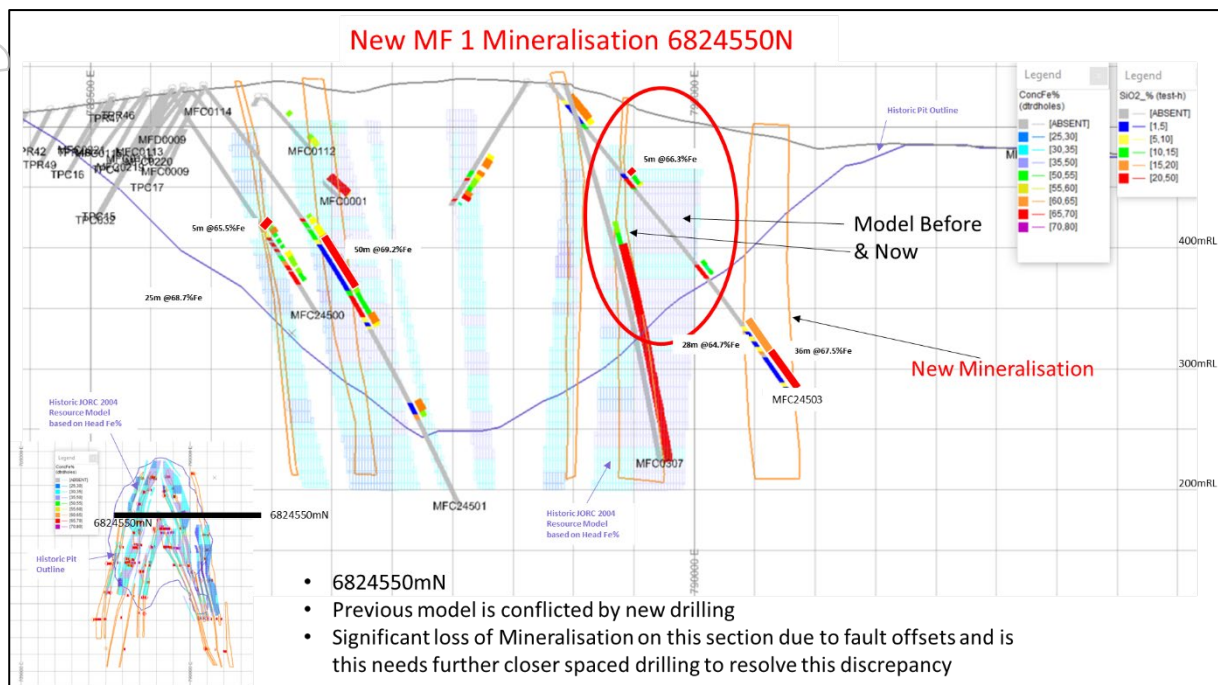 New MF 1 Mineralisation 6824550N
Legend
ConcFe%
(dtrdholes)
[ABSENT]
[25,30]
[30,35]
[35,50]
[50,55]
[55,60]
[60,65]
[65,70]
[70,80]
Legend
SiO2_% (test-h)
[ABSENT]
[1,5]
[5,10]
[10,15]
[15,20]
[20,50]
Historic Pit Outline
MFC0114
MFD0009
MFC0112
MFC0009
TPR49
TPC16
TPC17
MFC0001
5m @66.3%Fe
Model Before
& Now
400mRL
5m @65.5%Fe
50m @69.2%Fe
25m @68.7%Fe
MFC24500
28m @64.7%Fe
36m @67.5%Fe
New Mineralisation
300mRL
MFC24503
Historic JORC 2004
Resource Model
based on Head Fe%
MFC0307
MFC24501
200mRL
Historic JORC 2004
Resource Model
based on Head Fe%
Legend
ConcFe%
(dtrdholes)
[ABSENT]
6824550mN
6824550mN
Historic Pit
Outline
790000 E
• 6824550mN
• Previous model is conflicted by new drilling
• Significant loss of Mineralisation on this section due to fault offsets and is
this needs further closer spaced drilling to resolve this discrepancy